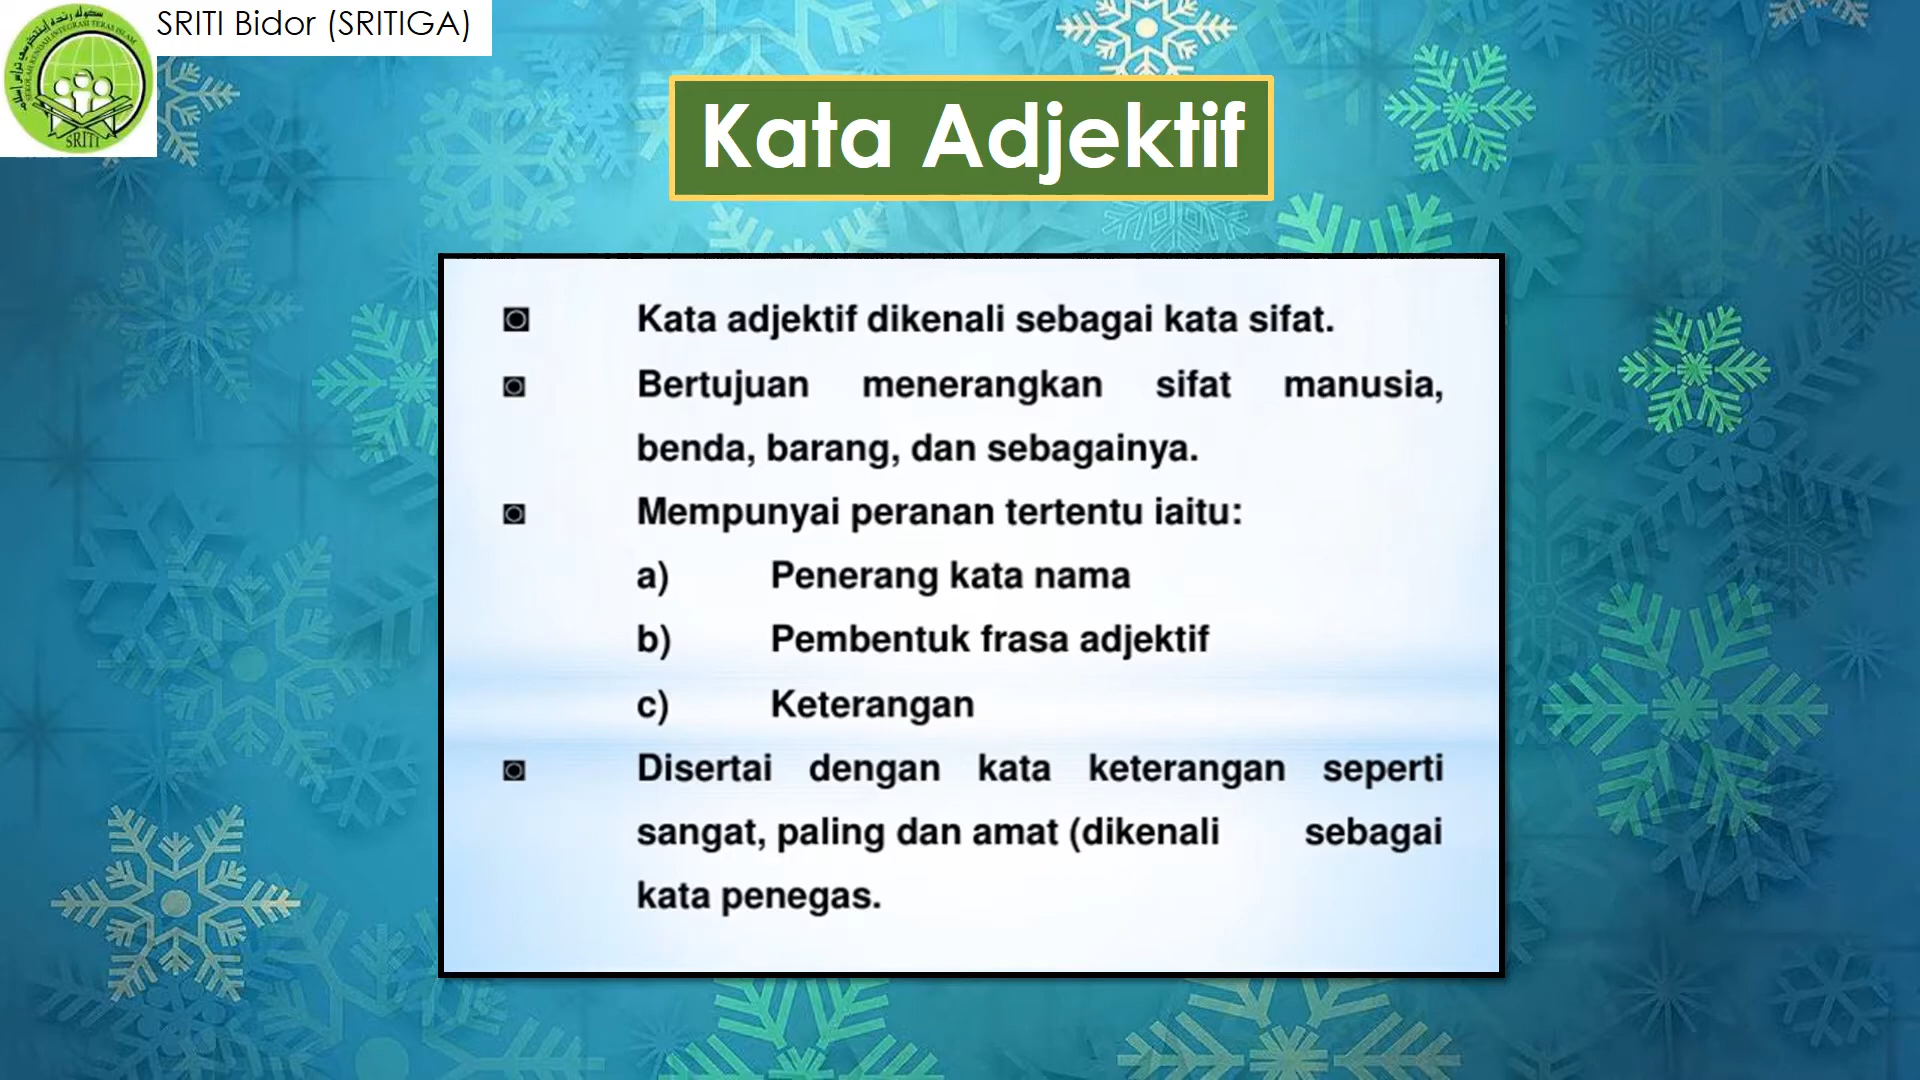 SRITI Bidor (SRITIGA)
SRITI
Kata Adjektif
Kata adjektif dikenali sebagai kata sifat.
Bertujuan menerangkan sifat manusia,
benda, barang, dan sebagainya.
Mempunyai peranan tertentu iaitu:
a) Penerang kata nama
b) Pembentuk frasa adjektif
c) Keterangan
Disertai dengan kata keterangan seperti
sangat, paling dan amat (dikenali sebagai
kata penegas.